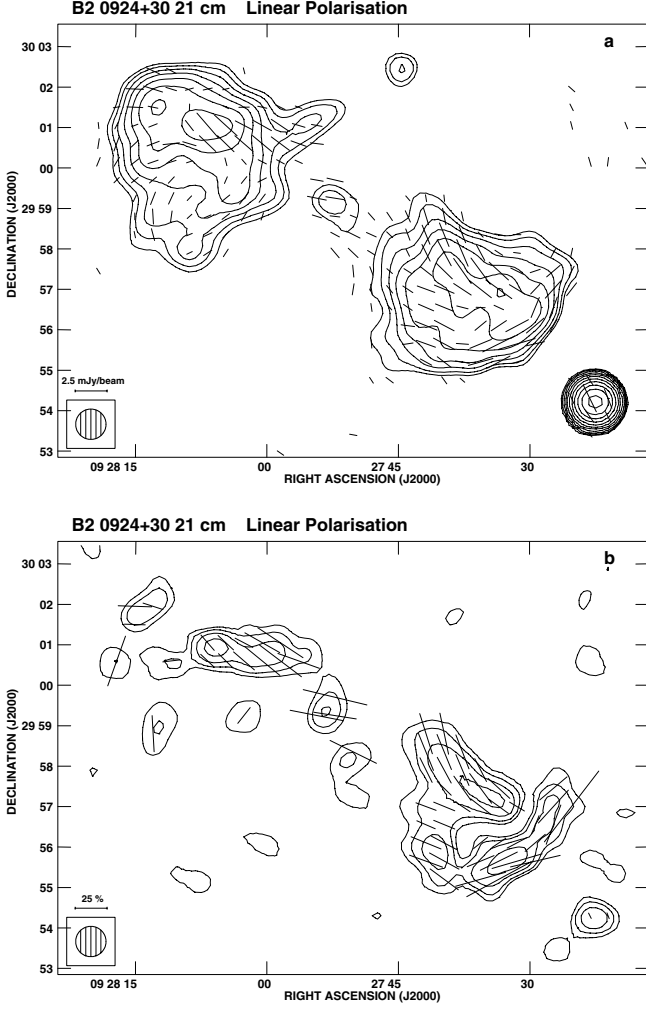 B2 0924+30 21 cm Linear Polarisation
a
30 03
02
01
00
29 59
58
57
56
55
54
53
DECLINATION (J2000)
2.5 mJy/beam
09 28 15
00
27 45
30
RIGHT ASCENSION (J2000)
B2 0924+30 21 cm Linear Polarisation
b
30 03
02
01
00
29 59
58
57
56
55
54
53
DECLINATION (J2000)
25 %
09 28 15
00
27 45
30
RIGHT ASCENSION (J2000)